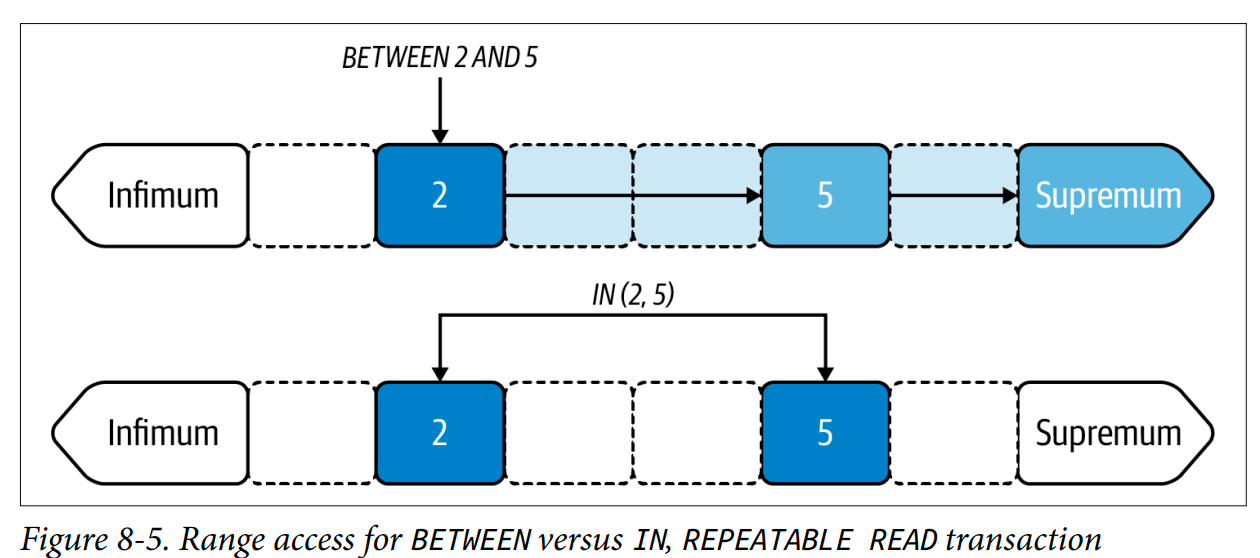 BETWEEN 2 AND 5
Infimum 2 5 Supremum
IN (2, 5)
Infimum 2 5 Supremum
Figure 8-5. Range access for BETWEEN versus IN, REPEATABLE READ transaction